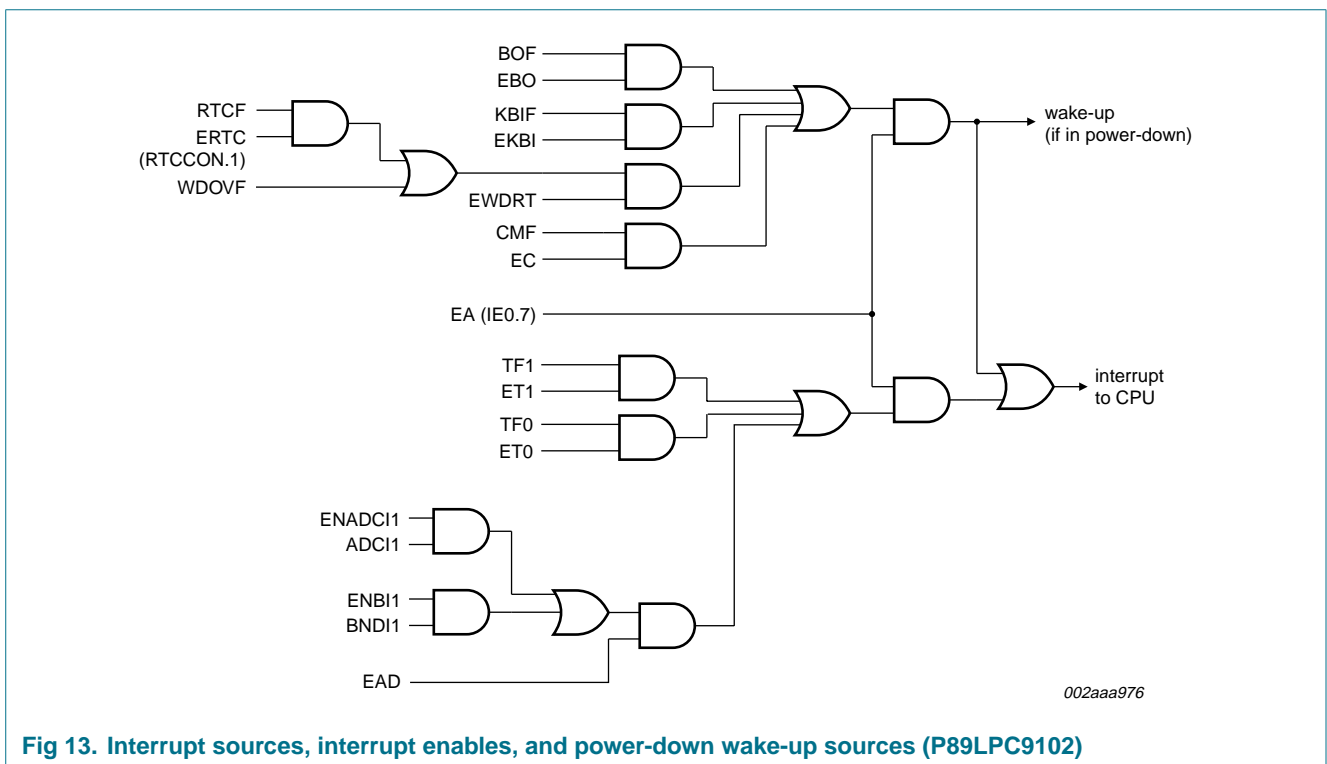 BOF
EBO
RTCF
KBIF
ERTC
EKBI
(RTCCON.1)
WDOVF
EWDRT
CMF
EC
wake-up
(if in power-down)
EA (IE0.7)
TF1
ET1
TF0
ET0
interrupt
to CPU
ENADCI1
ADCI1
ENBI1
BNDI1
EAD
002aaa976
Fig 13. Interrupt sources, interrupt enables, and power-down wake-up sources (P89LPC9102)